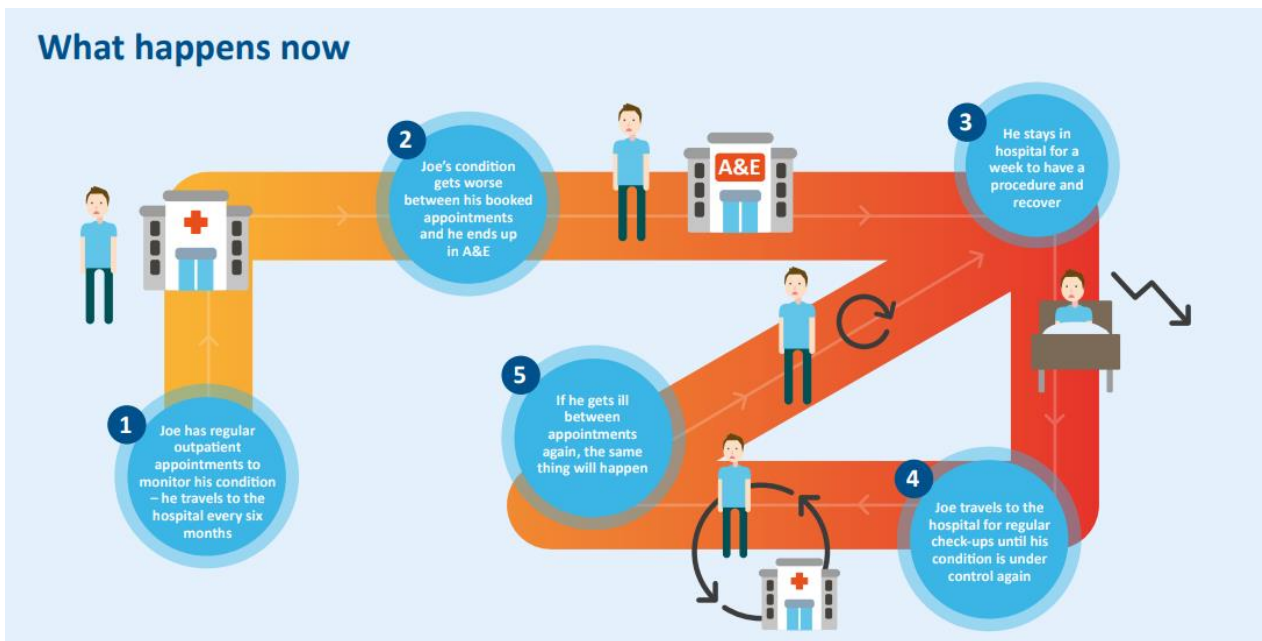 What happens now
1
Joe has regular
outpatient
appointments to
monitor his condition
– he travels to the
hospital every six
months
2
Joe’s condition
gets worse
between his booked
appointments
and he ends up
in A&E
A&E
3
He stays in
hospital for a
week to have a
procedure and
recover
4
Joe travels to the
hospital for regular
check-ups until his
condition is under
control again
5
If he gets ill
between
appointments
again, the same
thing will happen